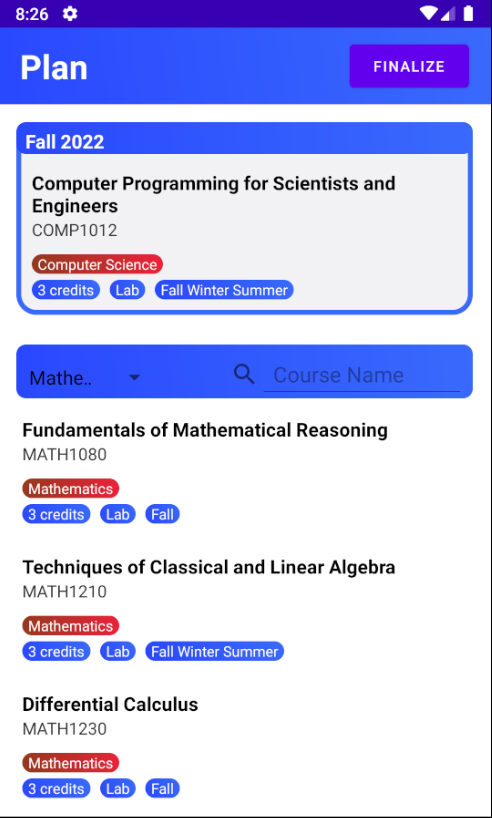 8:26
Plan
FINALIZE
Fall 2022
Computer Programming for Scientists and
Engineers
COMP1012
Computer Science
3 credits Lab Fall Winter Summer
Mathe.. Course Name
Fundamentals of Mathematical Reasoning
MATH1080
Mathematics
3 credits Lab Fall
Techniques of Classical and Linear Algebra
MATH1210
Mathematics
3 credits Lab Fall Winter Summer
Differential Calculus
MATH1230
Mathematics
3 credits Lab Fall